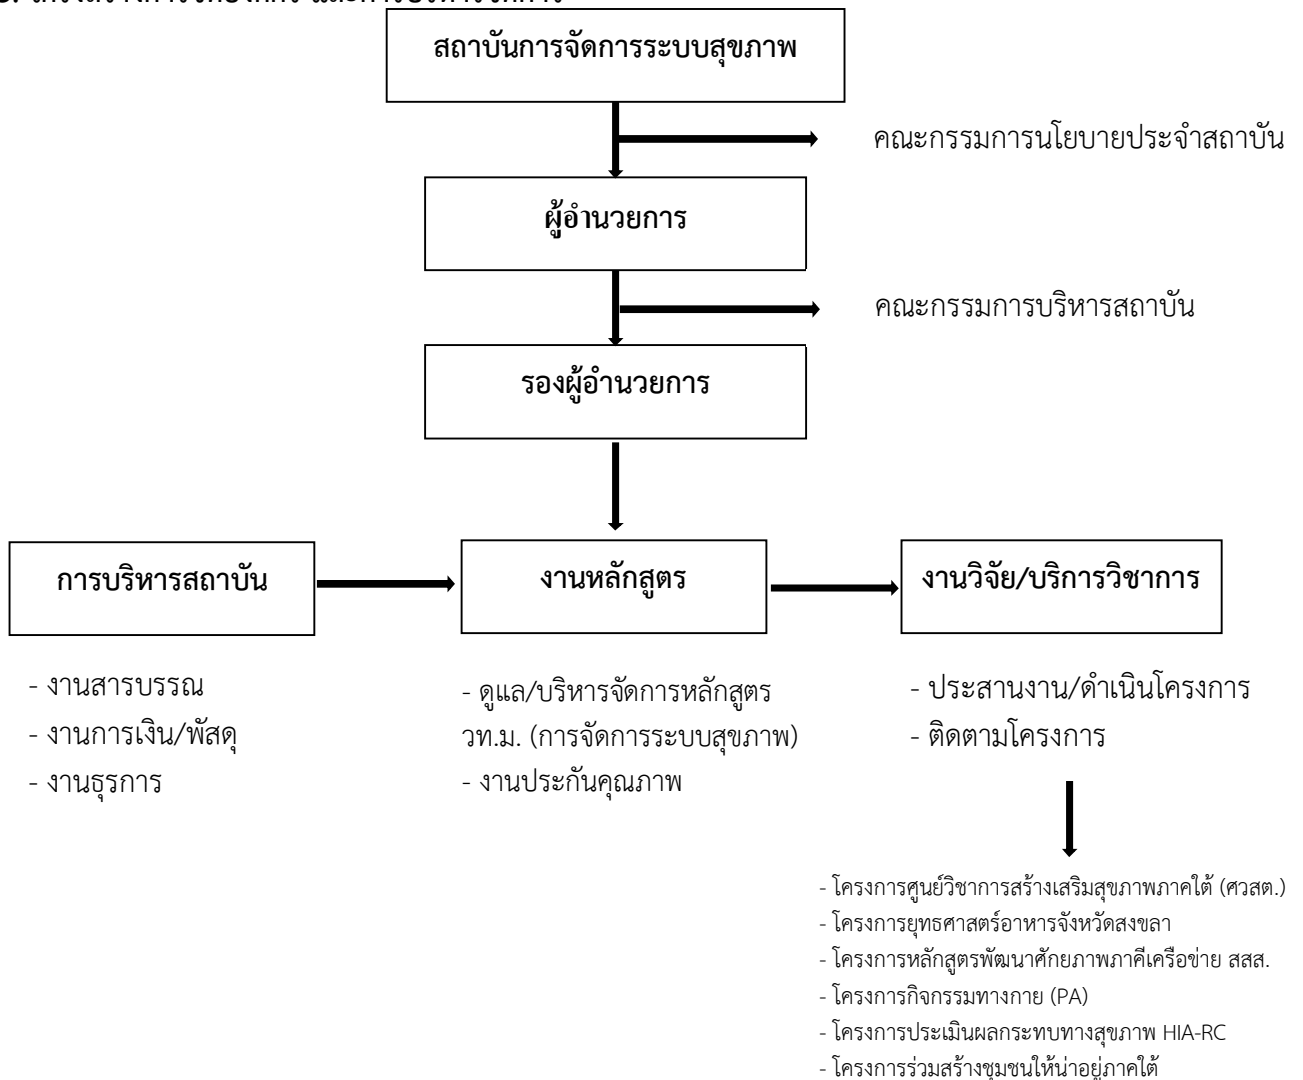 สถาบันการจัดการระบบสุขภาพ
คณะกรรมการนโยบายประจำสถาบัน
ผู้อำนวยการ
คณะกรรมการบริหารสถาบัน
รองผู้อำนวยการ
การบริหารสถาบัน
งานหลักสูตร
งานวิจัย/บริการวิชาการ
- งานสารบรรณ
- งานการเงิน/พัสดุ
- งานธุรการ
- ดูแล/บริหารจัดการหลักสูตร
วท.ม. (การจัดการระบบสุขภาพ)
- งานประกันคุณภาพ
- ประสานงาน/ดำเนินโครงการ
- ติดตามโครงการ
- โครงการศูนย์วิชาการสร้างเสริมสุขภาพภาคใต้ (ศวสต.)
- โครงการยุทธศาสตร์อาหารจังหวัดสงขลา
- โครงการหลักสูตรพัฒนาศักยภาพภาคีเครือข่าย สสส.
- โครงการกิจกรรมทางกาย (PA)
- โครงการประเมินผลกระทบทางสุขภาพ HIA-RC
- โครงการร่วมสร้างชุมชนให้น่าอยู่ภาคใต้